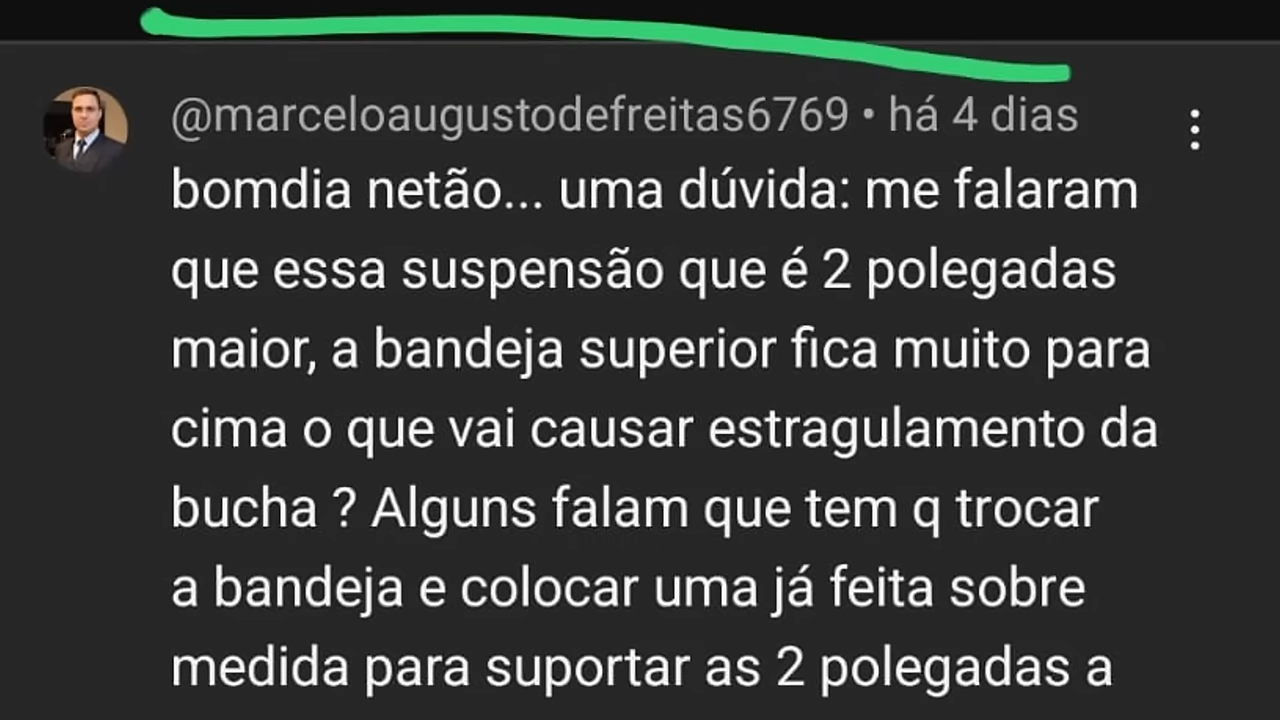 @marceloaugustodefreitas6769 • há 4 dias
bomdia netão... uma dúvida: me falaram
que essa suspensão que é 2 polegadas
maior, a bandeja superior fica muito para
cima o que vai causar estragulamento da
bucha ? Alguns falam que tem q trocar
a bandeja e colocar uma já feita sobre
medida para suportar as 2 polegadas a